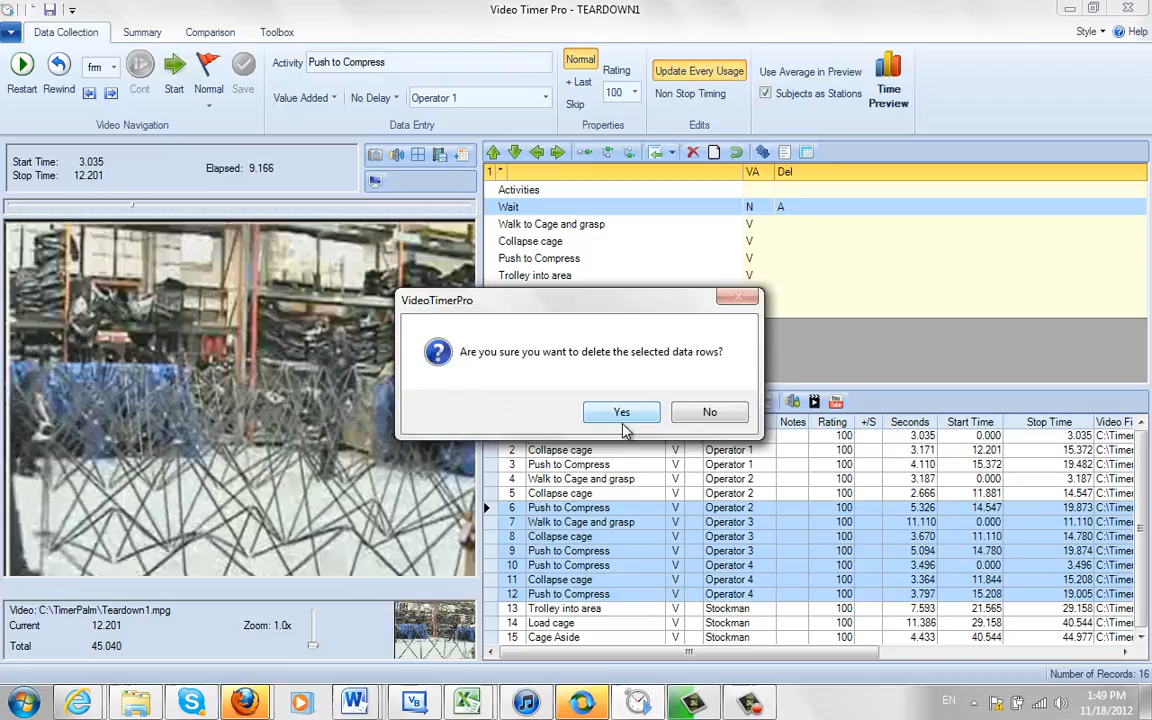 Video Timer Pro - TEARDOWN1
Data Collection Summary Comparison Toolbox Style Help
Restart Rewind fm Cont Start Normal Save
Video Navigation
Activity Push to Compress
Value Added No Delay Operator 1
Data Entry
Normal
+ Last
Skip
Rating
100
Properties
Update Every Usage
Non Stop Timing
Edits
Use Average in Preview
Subjects as Stations
Time
Preview
Start Time: 3.035
Stop Time: 12.201
Elapsed: 9.166
1 * VA Del
Activities
Wait N A
Walk to Cage and grasp V
Collapse cage V
Push to Compress V
Trolley into area V
VideoTimerPro
Are you sure you want to delete the selected data rows?
Yes No
Notes Rating +/S Seconds Start Time Stop Time Video Fi
100 3.035 0.000 3.035 C:\Timer
2 Collapse cage V Operator 1 100 3.171 12.201 15.372 C:\Timer
3 Push to Compress V Operator 1 100 4.110 15.372 19.482 C:\Timer
4 Walk to Cage and grasp V Operator 2 100 3.187 0.000 3.187 C:\Timer
5 Collapse cage V Operator 2 100 2.666 11.881 14.547 C:\Timer
6 Push to Compress V Operator 2 100 5.326 14.547 19.873 C:\Timer
7 Walk to Cage and grasp V Operator 3 100 11.110 0.000 11.110 C:\Timer
8 Collapse cage V Operator 3 100 3.670 11.110 14.780 C:\Timer
9 Push to Compress V Operator 3 100 5.094 14.780 19.874 C:\Timer
10 Push to Compress V Operator 4 100 3.496 0.000 3.496 C:\Timer
11 Collapse cage V Operator 4 100 3.364 11.844 15.208 C:\Timer
12 Push to Compress V Operator 4 100 3.797 15.208 19.005 C:\Timer
13 Trolley into area V Stockman 100 7.593 21.565 29.158 C:\Timer
14 Load cage V Stockman 100 11.386 29.158 40.544 C:\Timer
15 Cage Aside V Stockman 100 4.433 40.544 44.977 C:\Timer
Video: C:\TimerPalm\Teardown1.mpg
Current 12.201 Zoom: 1.0x
Total 45.040
Number of Records: 16
EN
1:49 PM
11/18/2012